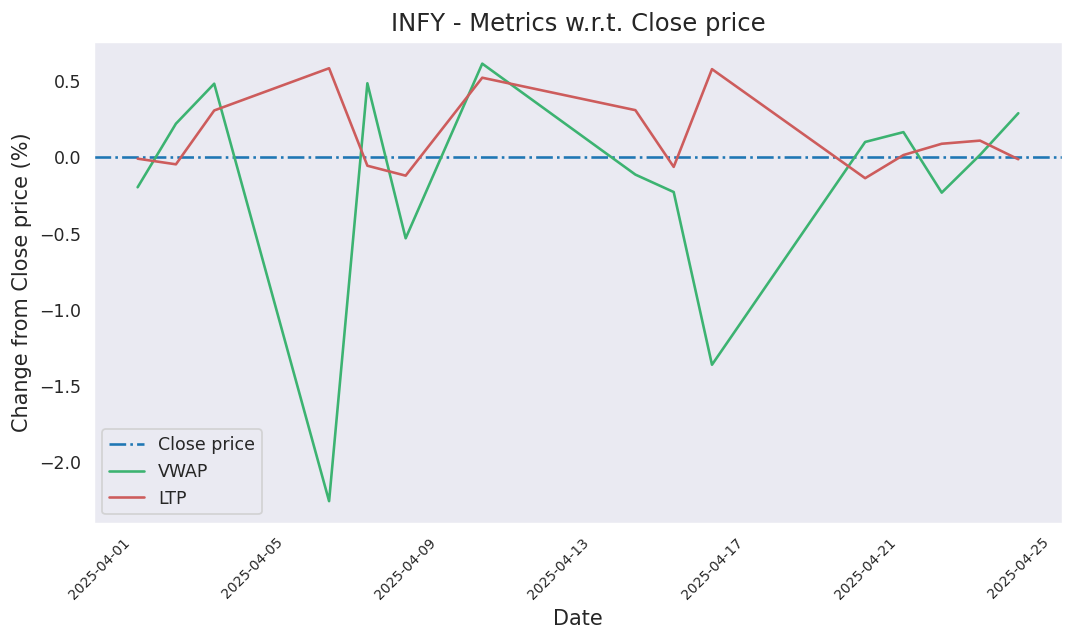 INFY - Metrics w.r.t. Close price
Change from Close price (%)
0.5
0.0
−0.5
−1.0
−1.5
−2.0
Close price
VWAP
LTP
2025-04-01
2025-04-05
2025-04-09
2025-04-13
2025-04-17
2025-04-21
2025-04-25
Date